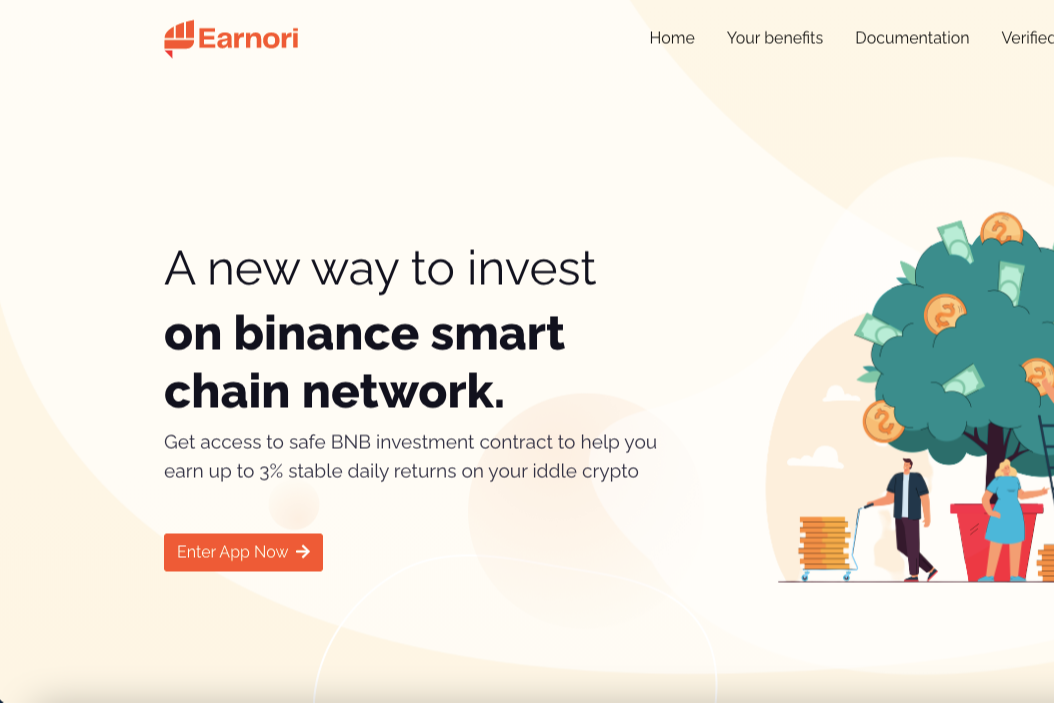 Earnori
Home Your benefits Documentation Verified
A new way to invest
on binance smart
chain network.
Get access to safe BNB investment contract to help you
earn up to 3% stable daily returns on your iddle crypto
Enter App Now